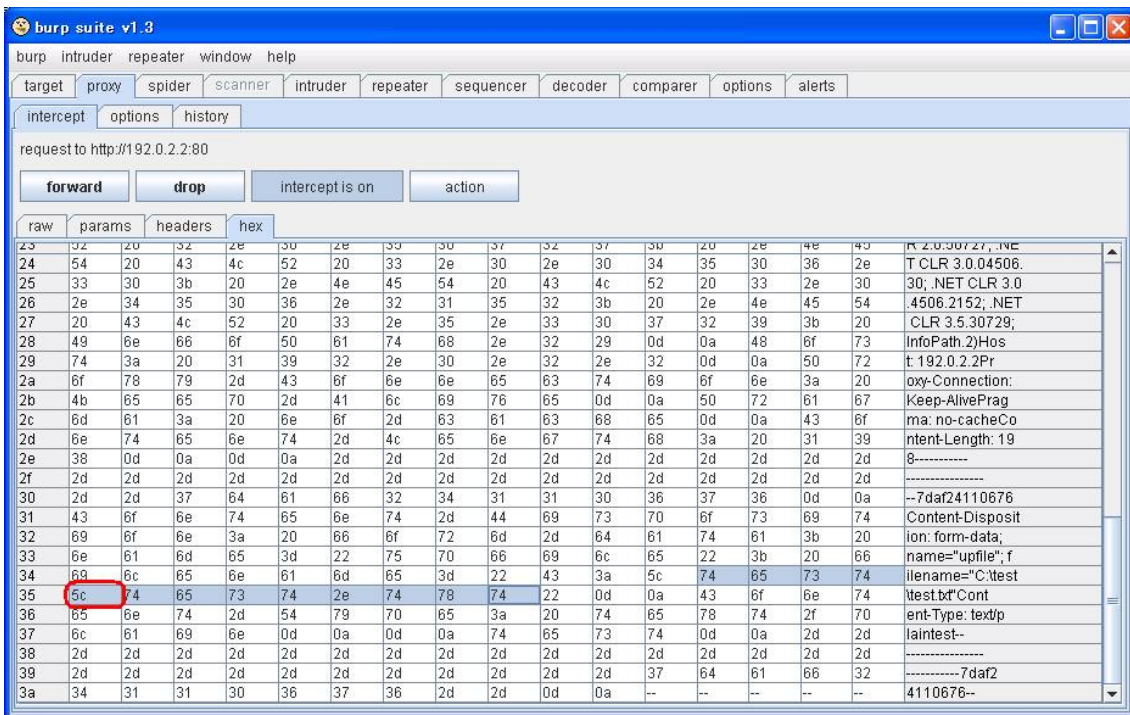 burp suite v1.3
burp intruder repeater window help
target proxy spider scanner intruder repeater sequencer decoder comparer options alerts
intercept options history
request to http://192.0.2.2:80
forward drop intercept is on action
raw params headers hex
24 54 20 43 4c 52 20 33 2e 30 2e 30 34 35 30 36 2e T CLR 3.0.04506.
25 33 30 3b 20 2e 4e 45 54 20 43 4c 52 20 33 2e 30 30; .NET CLR 3.0
26 2e 34 35 30 36 2e 32 31 35 32 3b 20 2e 4e 45 54 .4506.2152; .NET
27 20 43 4c 52 20 33 2e 35 2e 33 30 37 32 39 3b 20 CLR 3.5.30729;
28 49 6e 66 6f 50 61 74 68 2e 32 29 0d 0a 48 6f 73 InfoPath.2)Hos
29 74 3a 20 31 39 32 2e 30 2e 32 2e 32 0d 0a 50 72 t: 192.0.2.2Pr
2a 6f 78 79 2d 43 6f 6e 6e 65 63 74 69 6f 6e 3a 20 oxy-Connection:
2b 4b 65 65 70 2d 41 6c 69 76 65 0d 0a 50 72 61 67 Keep-AlivePrag
2c 6d 61 3a 20 6e 6f 2d 63 61 63 68 65 0d 0a 43 6f ma: no-cacheCo
2d 6e 74 65 6e 74 2d 4c 65 6e 67 74 68 3a 20 31 39 ntent-Length: 19
2e 38 0d 0a 0d 0a 2d 2d 2d 2d 2d 2d 2d 2d 2d 2d 2d 8-----------
2f 2d 2d 2d 2d 2d 2d 2d 2d 2d 2d 2d 2d 2d 2d 2d 2d ----------------
30 2d 2d 37 64 61 66 32 34 31 31 30 36 37 36 0d 0a --7daf24110676
31 43 6f 6e 74 65 6e 74 2d 44 69 73 70 6f 73 69 74 Content-Disposit
32 69 6f 6e 3a 20 66 6f 72 6d 2d 64 61 74 61 3b 20 ion: form-data;
33 6e 61 6d 65 3d 22 75 70 66 69 6c 65 22 3b 20 66 name="upfile"; f
34 69 6c 65 6e 61 6d 65 3d 22 43 3a 5c 74 65 73 74 ilename="C:\test
35 5c 74 65 73 74 2e 74 78 74 22 0d 0a 43 6f 6e 74 \test.txt"Cont
36 65 6e 74 2d 54 79 70 65 3a 20 74 65 78 74 2f 70 ent-Type: text/p
37 6c 61 69 6e 0d 0a 0d 0a 74 65 73 74 0d 0a 2d 2d laintest--
38 2d 2d 2d 2d 2d 2d 2d 2d 2d 2d 2d 2d 2d 2d 2d 2d ----------------
39 2d 2d 2d 2d 2d 2d 2d 2d 2d 2d 2d 37 64 61 66 32 -----------7daf2
3a 34 31 31 30 36 37 36 2d 2d 0d 0a -- -- -- -- 4110676--